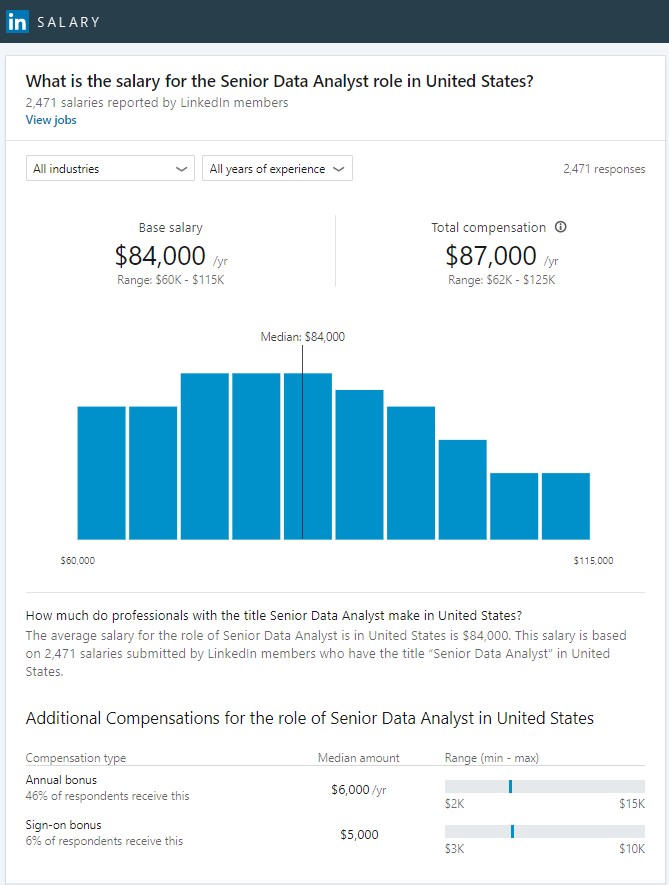 in SALARY
What is the salary for the Senior Data Analyst role in United States?
2,471 salaries reported by LinkedIn members
View jobs
All industries All years of experience 2,471 responses
Base salary Total compensation
$84,000 /yr $87,000 /yr
Range: $60K - $115K Range: $62K - $125K
Median: $84,000
$60,000 $115,000
How much do professionals with the title Senior Data Analyst make in United States?
The average salary for the role of Senior Data Analyst is in United States is $84,000. This salary is based
on 2,471 salaries submitted by LinkedIn members who have the title “Senior Data Analyst” in United
States.
Additional Compensations for the role of Senior Data Analyst in United States
Compensation type Median amount Range (min - max)
Annual bonus
46% of respondents receive this
$6,000 /yr
$2K $15K
Sign-on bonus
6% of respondents receive this
$5,000
$3K $10K